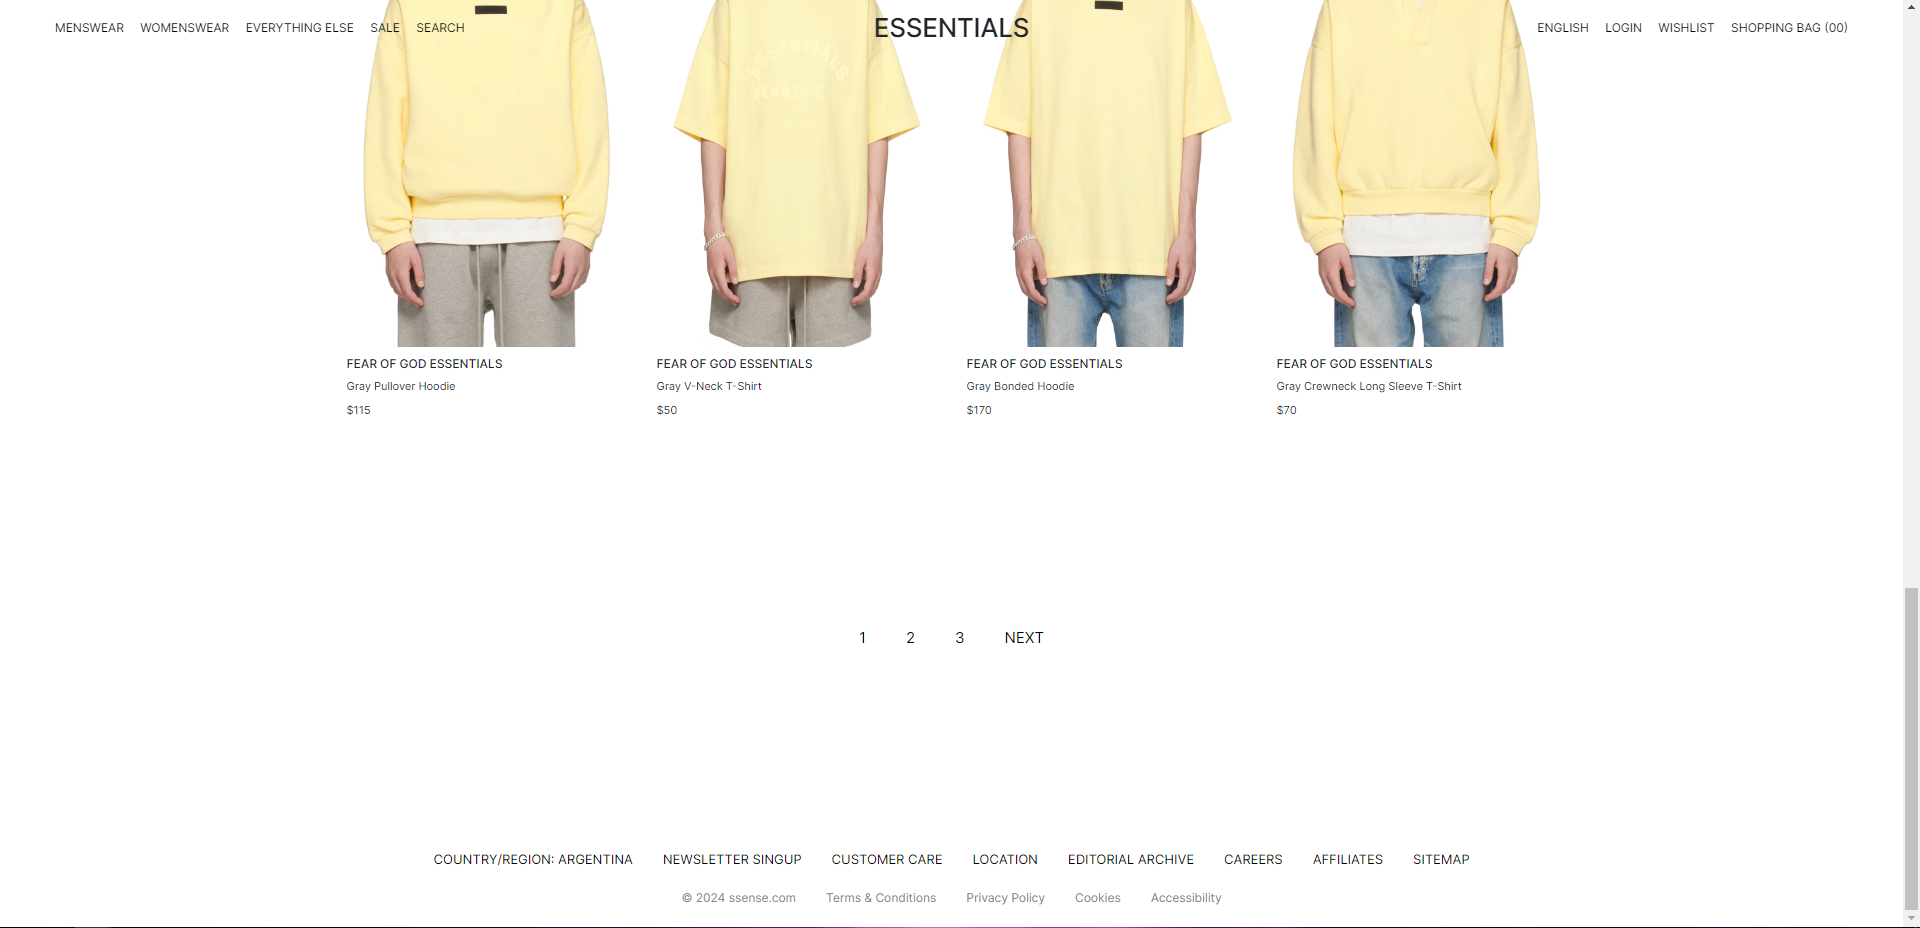 MENSWEAR WOMENSWEAR EVERYTHING ELSE SALE SEARCH ESSENTIALS ENGLISH LOGIN WISHLIST SHOPPING BAG (00)
ESSENTIALS
FEAR OF G
FEAR OF GOD ESSENTIALS
Gray Pullover Hoodie
$115
FEAR OF GOD ESSENTIALS
Gray V-Neck T-Shirt
$50
FEAR OF GOD ESSENTIALS
Gray Bonded Hoodie
$170
FEAR OF GOD ESSENTIALS
Gray Crewneck Long Sleeve T-Shirt
$70
1 2 3 NEXT
COUNTRY/REGION: ARGENTINA NEWSLETTER SINGUP CUSTOMER CARE LOCATION EDITORIAL ARCHIVE CAREERS AFFILIATES SITEMAP
© 2024 ssense.com Terms & Conditions Privacy Policy Cookies Accessibility